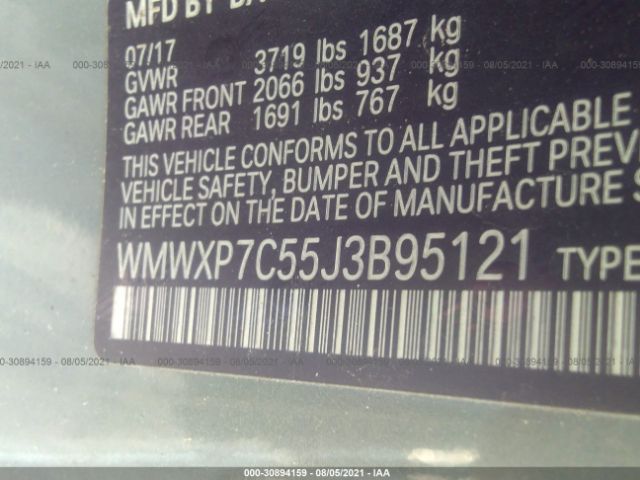 MFD BY BA
07/17
GVWR 3719 lbs 1687 kg
GAWR FRONT 2066 lbs 937 kg
GAWR REAR 1691 lbs 767 kg
THIS VEHICLE CONFORMS TO ALL APPLICABLE
VEHICLE SAFETY, BUMPER AND THEFT PREVE
EFFECT ON THE DATE OF MANUFACTURE S
WMWXP7C55J3B95121 TYPE
000-30894159 - 08/05/2021 - IAA